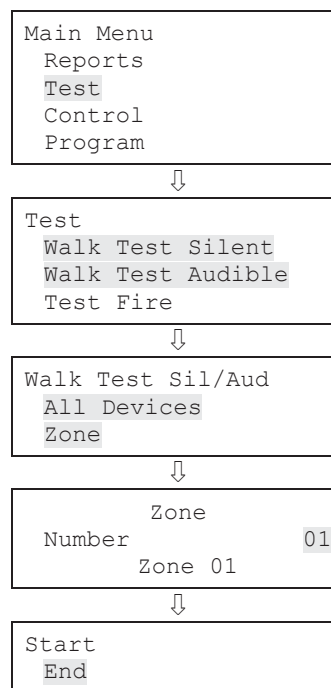 Main Menu
Reports
Test
Control
Program
⇩
Test
Walk Test Silent
Walk Test Audible
Test Fire
⇩
Walk Test Sil/Aud
All Devices
Zone
⇩
Zone
Number 01
Zone 01
⇩
Start
End